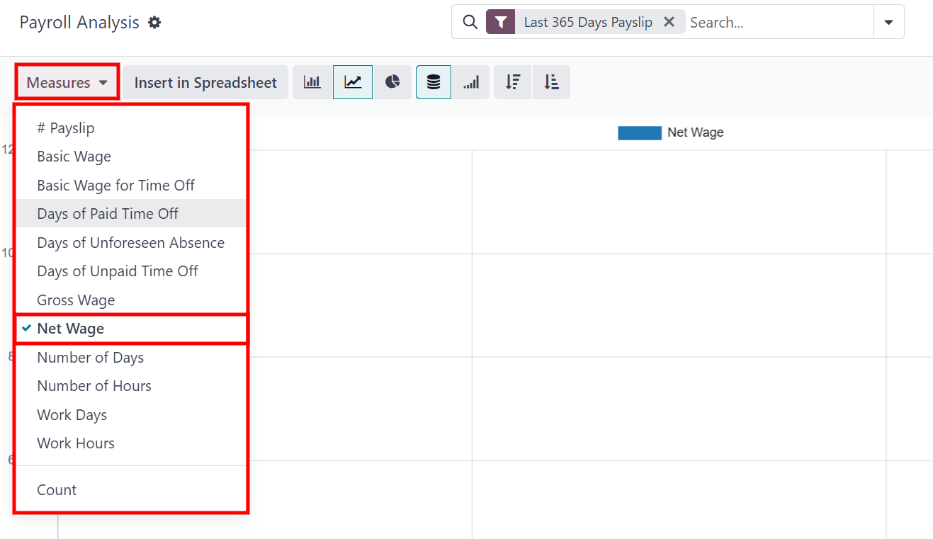 Payroll Analysis
Last 365 Days Payslip
Search...
Measures
Insert in Spreadsheet
# Payslip
Basic Wage
Basic Wage for Time Off
Days of Paid Time Off
Days of Unforeseen Absence
Days of Unpaid Time Off
Gross Wage
Net Wage
Number of Days
Number of Hours
Work Days
Work Hours
Count
Net Wage
12
10
8
6